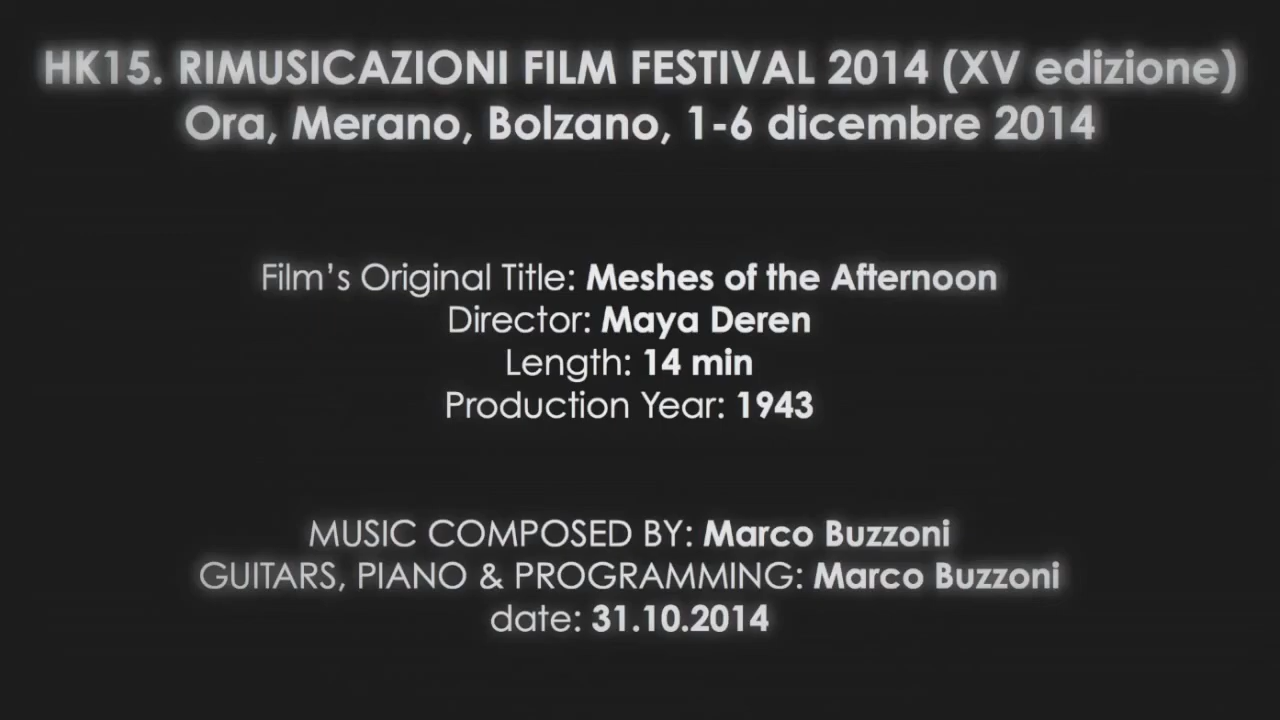 HK15. RIMUSICAZIONI FILM FESTIVAL 2014 (XV edizione)
Ora, Merano, Bolzano, 1-6 dicembre 2014
Film's Original Title: Meshes of the Afternoon
Director: Maya Deren
Length: 14 min
Production Year: 1943
MUSIC COMPOSED BY: Marco Buzzoni
GUITARS, PIANO & PROGRAMMING: Marco Buzzoni
date: 31.10.2014